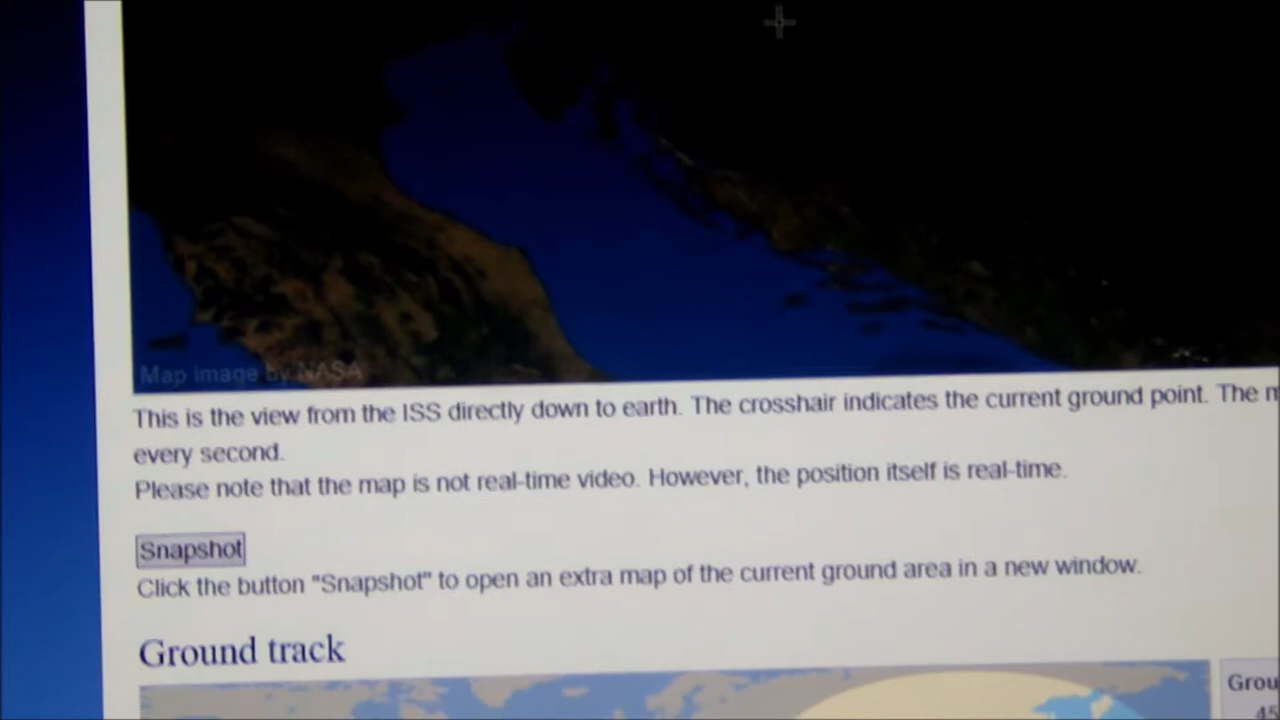 Map image by NASA
This is the view from the ISS directly down to earth. The crosshair indicates the current ground point. The
every second.
Please note that the map is not real-time video. However, the position itself is real-time.
Snapshot
Click the button "Snapshot" to open an extra map of the current ground area in a new window.
Ground track